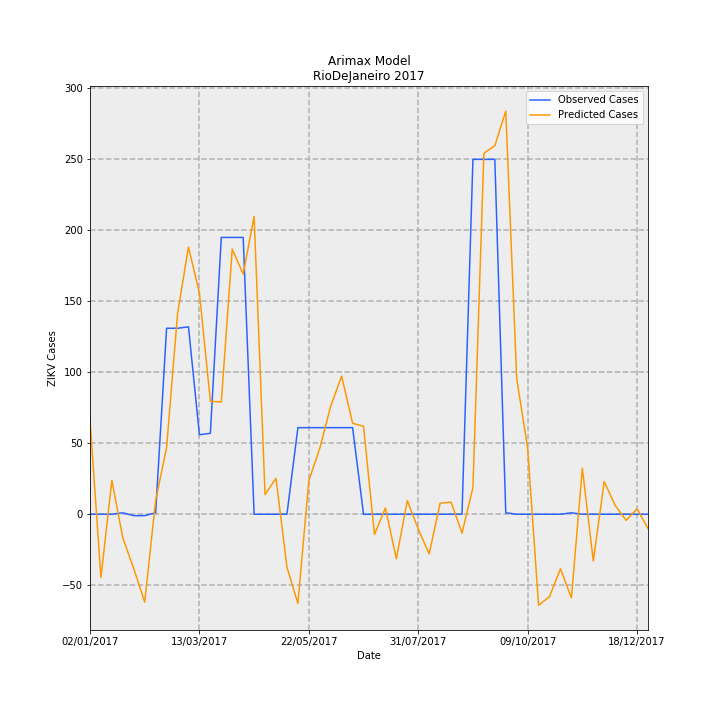 Arimax Model
RioDeJaneiro 2017
Observed Cases
Predicted Cases
300
250
200
150
100
50
0
−50
ZIKV Cases
02/01/2017 13/03/2017 22/05/2017 31/07/2017 09/10/2017 18/12/2017
Date